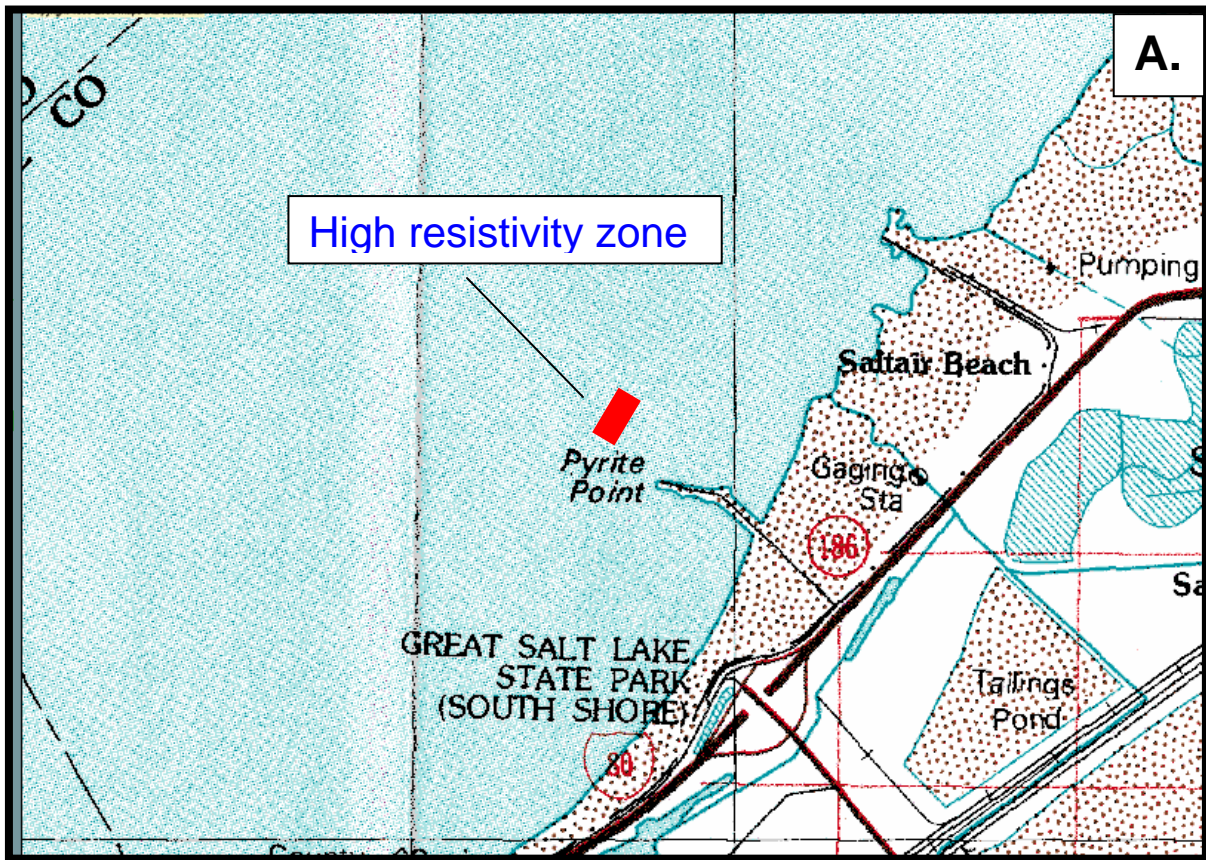 A.
CO
High resistivity zone
Pumping
Saltair Beach
Pyrite
Point
Gaging
Sta
186
Sa
GREAT SALT LAKE
STATE PARK
(SOUTH SHORE)
Tailings
Pond
80